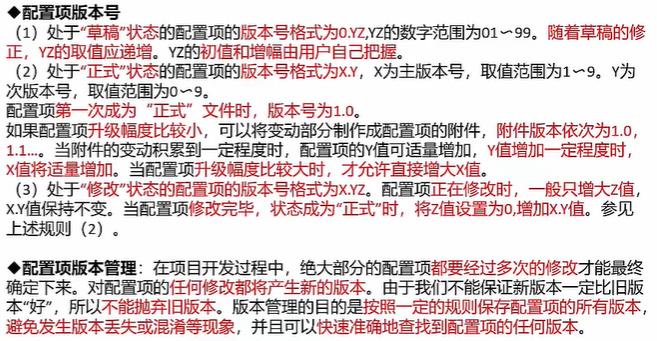 ◆配置项版本号
（1）处于“草稿”状态的配置项的版本号格式为0.YZ,YZ的数字范围为01～99。随着草稿的修
正，YZ的取值应递增。YZ的初值和增幅由用户自己把握。
（2）处于“正式”状态的配置项的版本号格式为X.Y，X为主版本号，取值范围为1～9。Y为
次版本号，取值范围为0～9。
配置项第一次成为“正式”文件时，版本号为1.0。
如果配置项升级幅度比较小，可以将变动部分制作成配置项的附件，附件版本依次为1.0，
1.1…。当附件的变动积累到一定程度时，配置项的Y值可适量增加，Y值增加一定程度时，
X值将适量增加。当配置项升级幅度比较大时，才允许直接增大X值。
（3）处于“修改”状态的配置项的版本号格式为X.YZ。配置项正在修改时，一般只增大Z值，
X.Y值保持不变。当配置项修改完毕，状态成为“正式”时，将Z值设置为0,增加X.Y值。参见
上述规则（2）。
◆配置项版本管理：在项目开发过程中，绝大部分的配置项都要经过多次的修改才能最终
确定下来。对配置项的任何修改都将产生新的版本。由于我们不能保证新版本一定比旧版
本“好”，所以不能抛弃旧版本。版本管理的目的是按照一定的规则保存配置项的所有版本，
避免发生版本丢失或混淆等现象，并且可以快速准确地查找到配置项的任何版本。